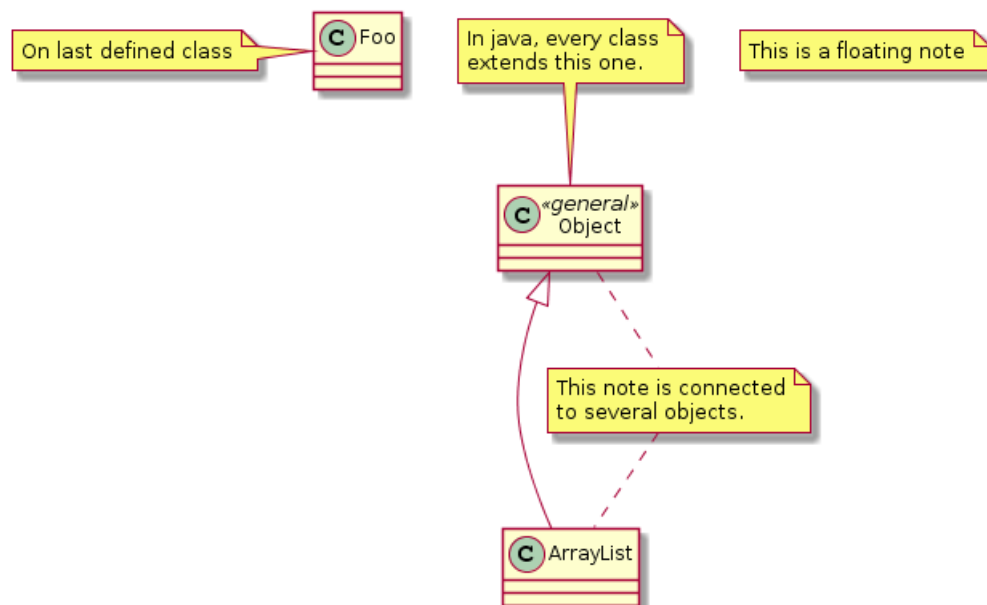 On last defined class
C Foo
In java, every class
extends this one.
This is a floating note
C «general»
Object
This note is connected
to several objects.
C ArrayList